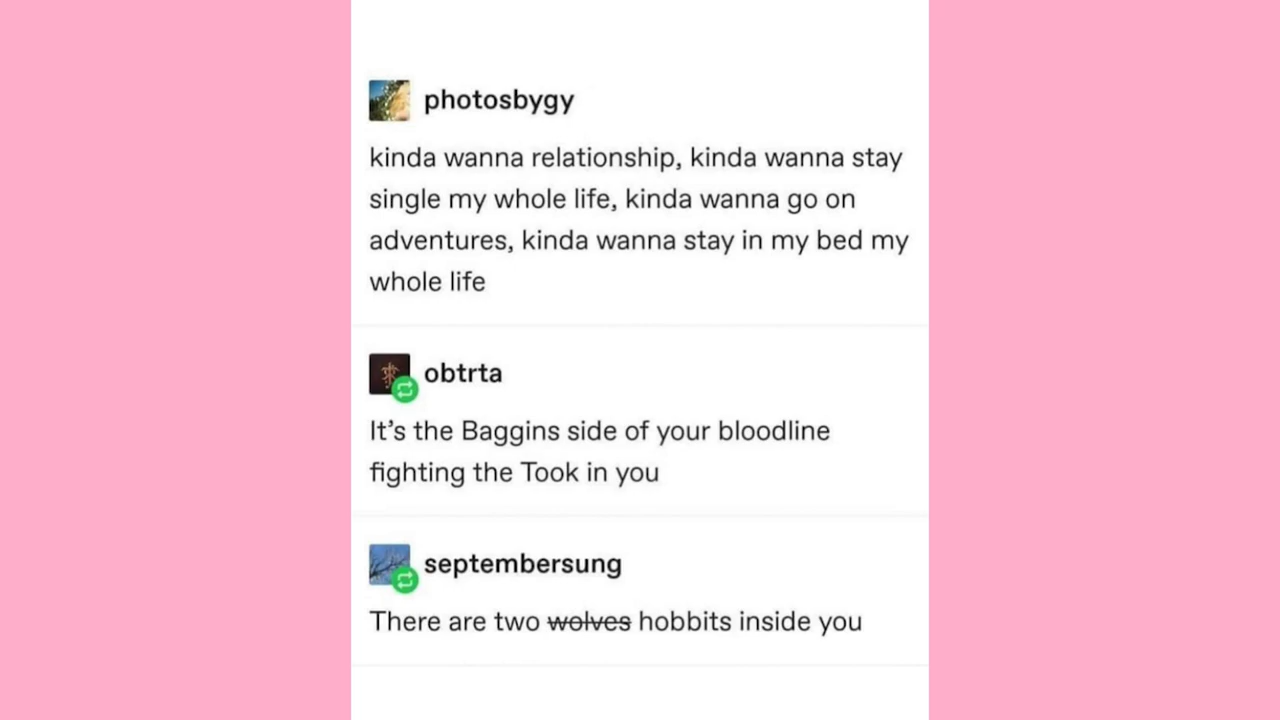 photosbygy
kinda wanna relationship, kinda wanna stay
single my whole life, kinda wanna go on
adventures, kinda wanna stay in my bed my
whole life
obtrta
It's the Baggins side of your bloodline
fighting the Took in you
septembersung
There are two wolves hobbits inside you